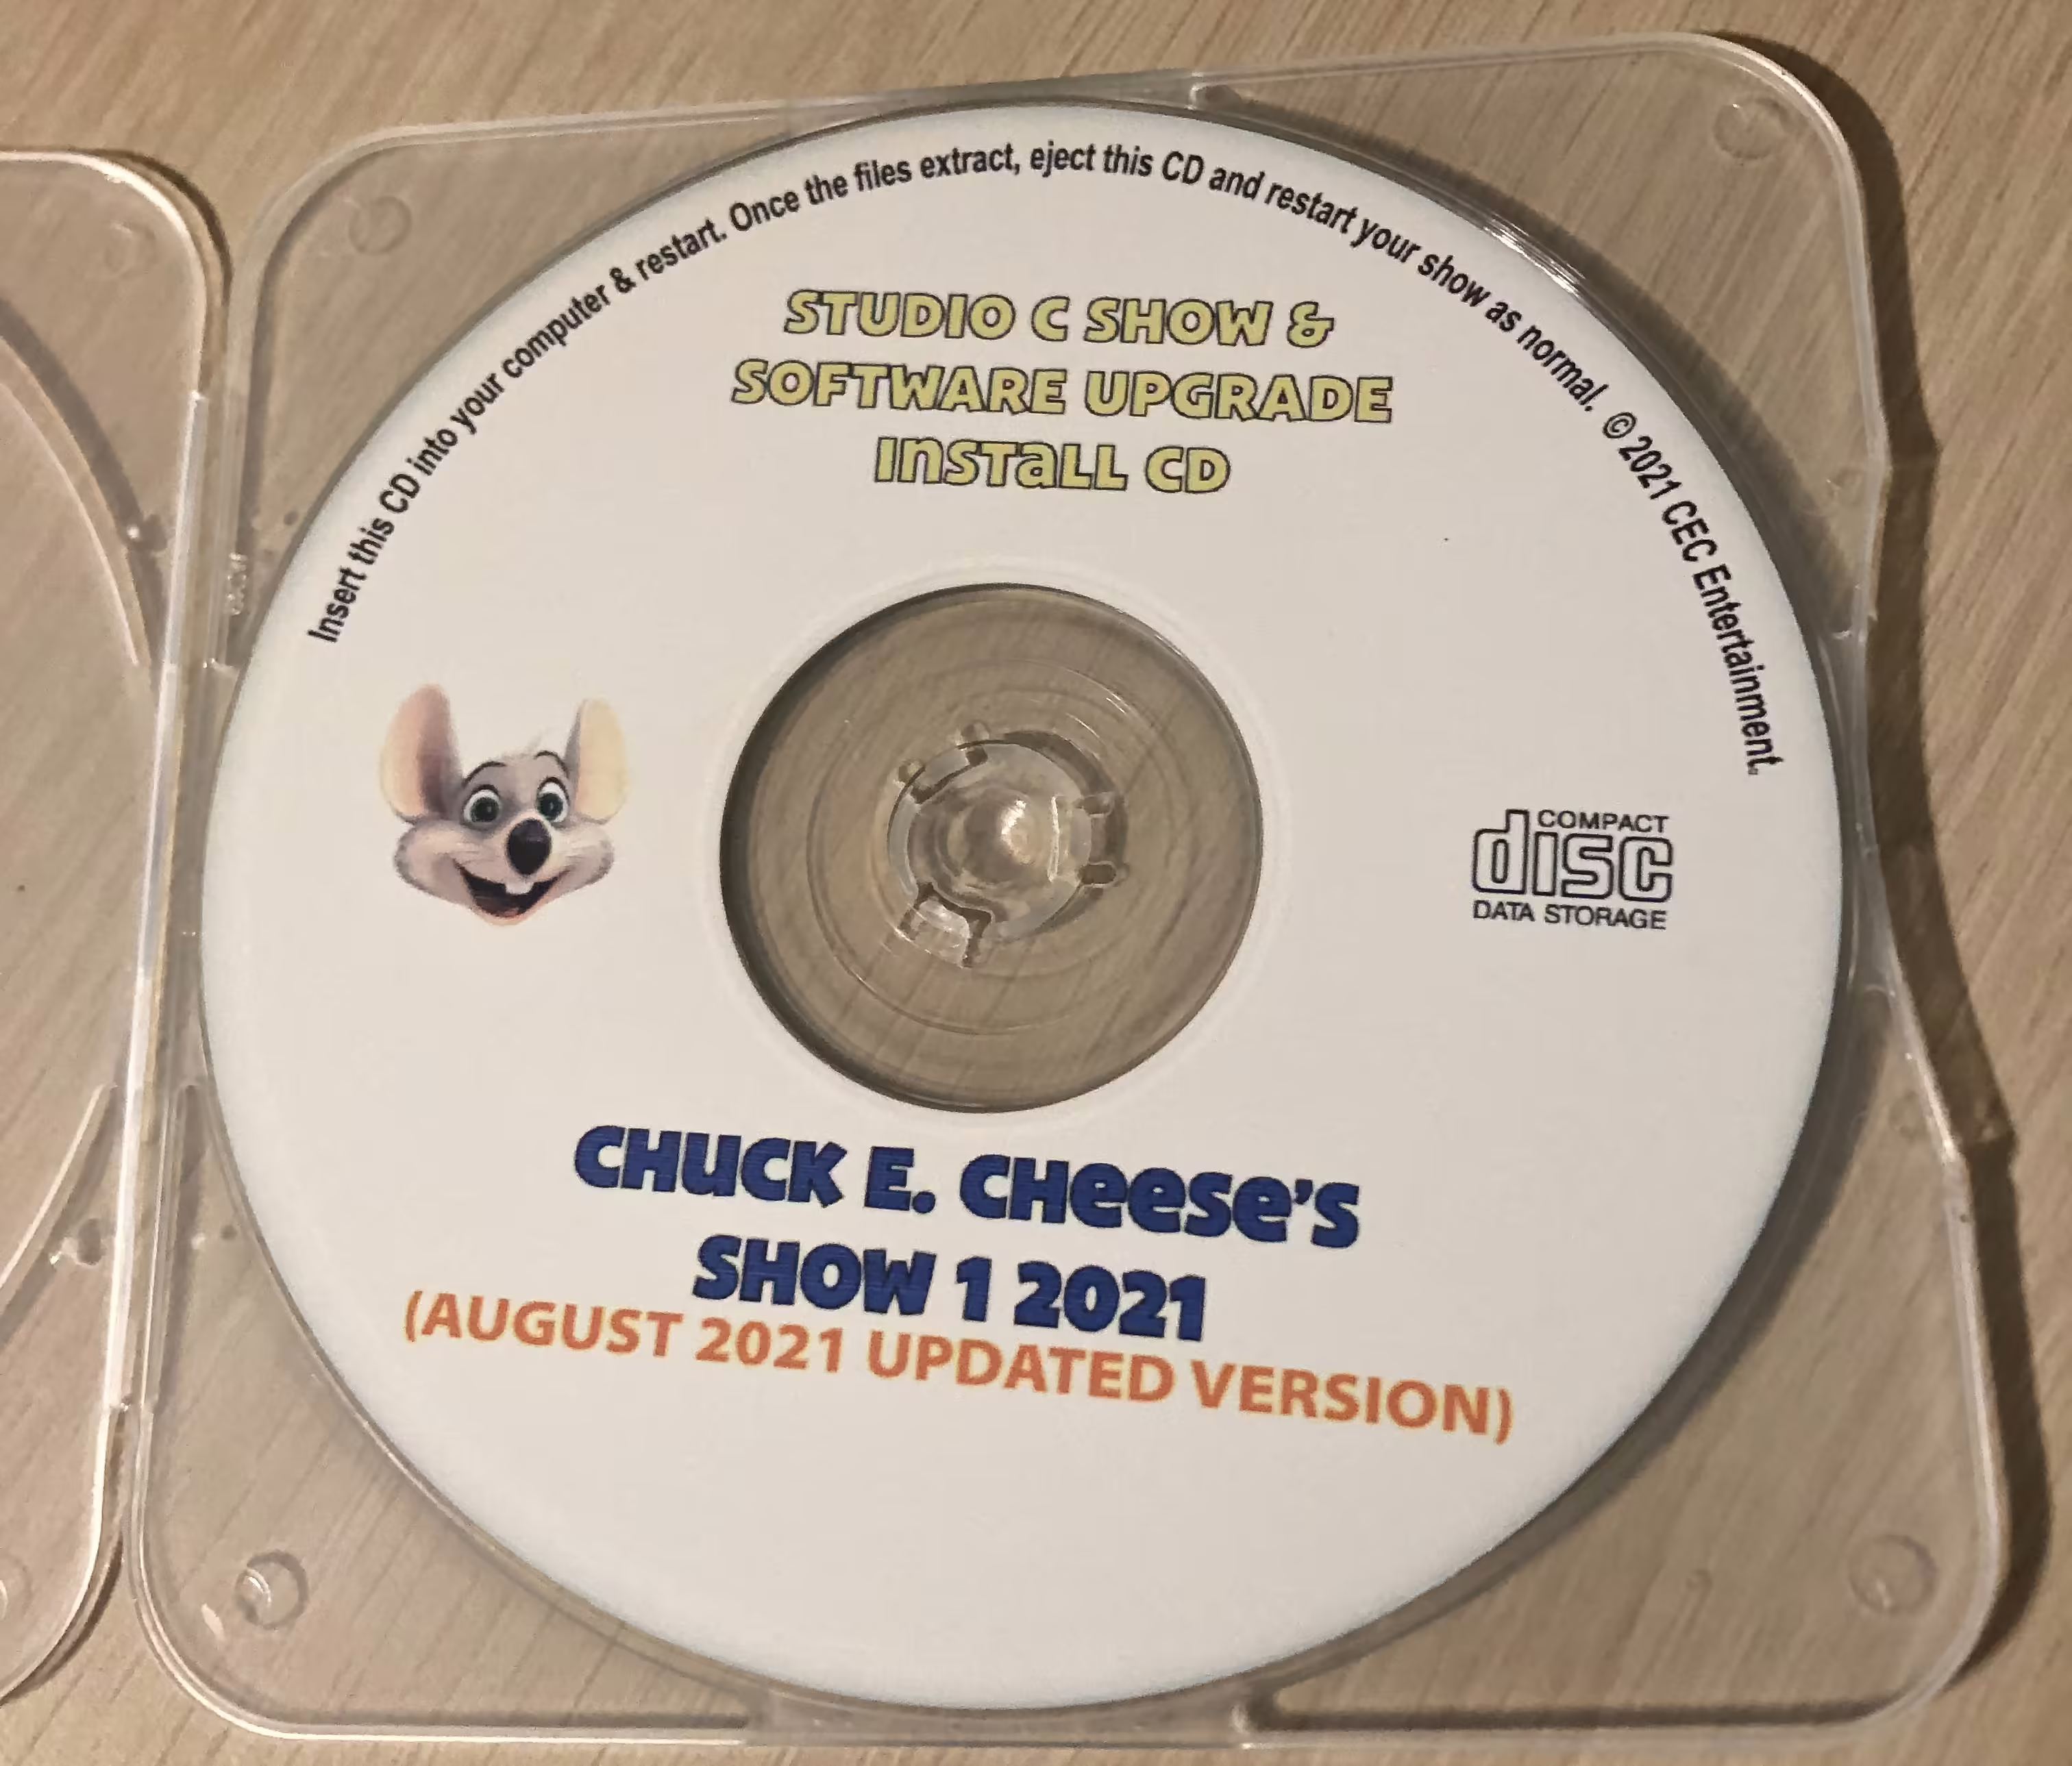 Insert this CD into your computer & restart. Once the files extract, eject this CD and restart your show as normal. © 2021 CEC Entertainment.
STUDIO C SHOW &
SOFTWARE UPGRADE
INSTALL CD
COMPACT
disc
DATA STORAGE
CHUCK E. CHEESE'S
SHOW 1 2021
(AUGUST 2021 UPDATED VERSION)